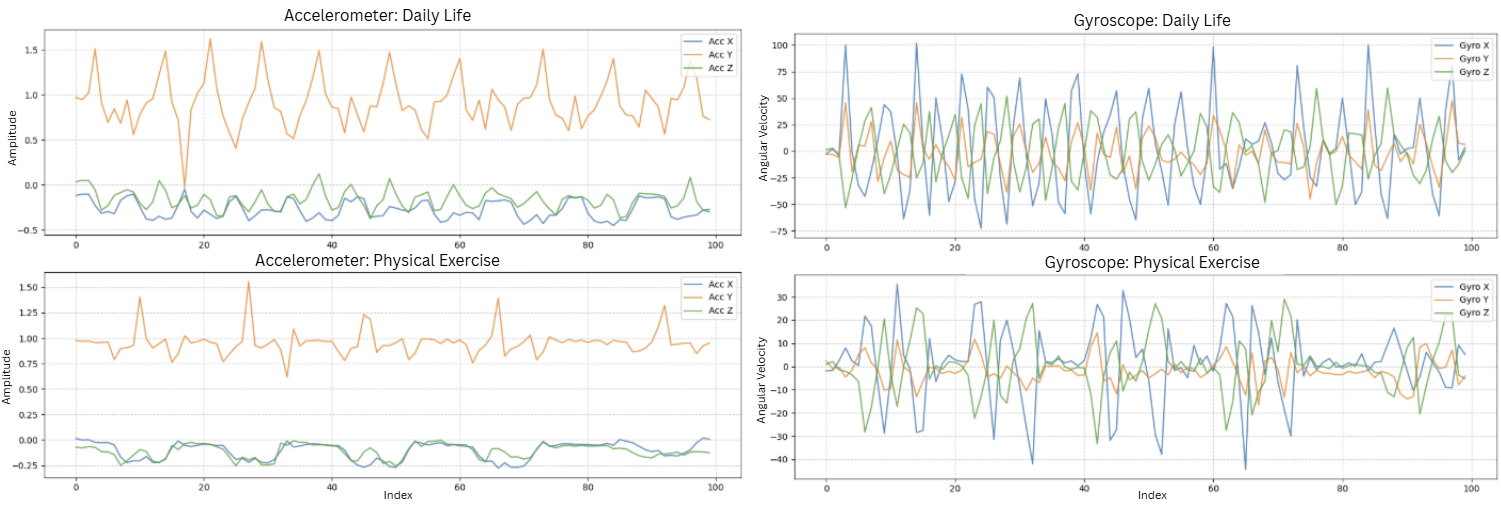 Accelerometer: Daily Life
Amplitude
1.5
1.0
0.5
0.0
−0.5
0 20 40 60 80 100
Acc X
Acc Y
Acc Z
Gyroscope: Daily Life
Angular Velocity
100
75
50
25
0
−25
−50
−75
0 20 40 60 80 100
Gyro X
Gyro Y
Gyro Z
Accelerometer: Physical Exercise
Amplitude
1.50
1.25
1.00
0.75
0.50
0.25
0.00
−0.25
0 20 40 60 80 100
Index
Acc X
Acc Y
Acc Z
Gyroscope: Physical Exercise
Angular Velocity
30
20
10
0
−10
−20
−30
−40
0 20 40 60 80 100
Index
Gyro X
Gyro Y
Gyro Z